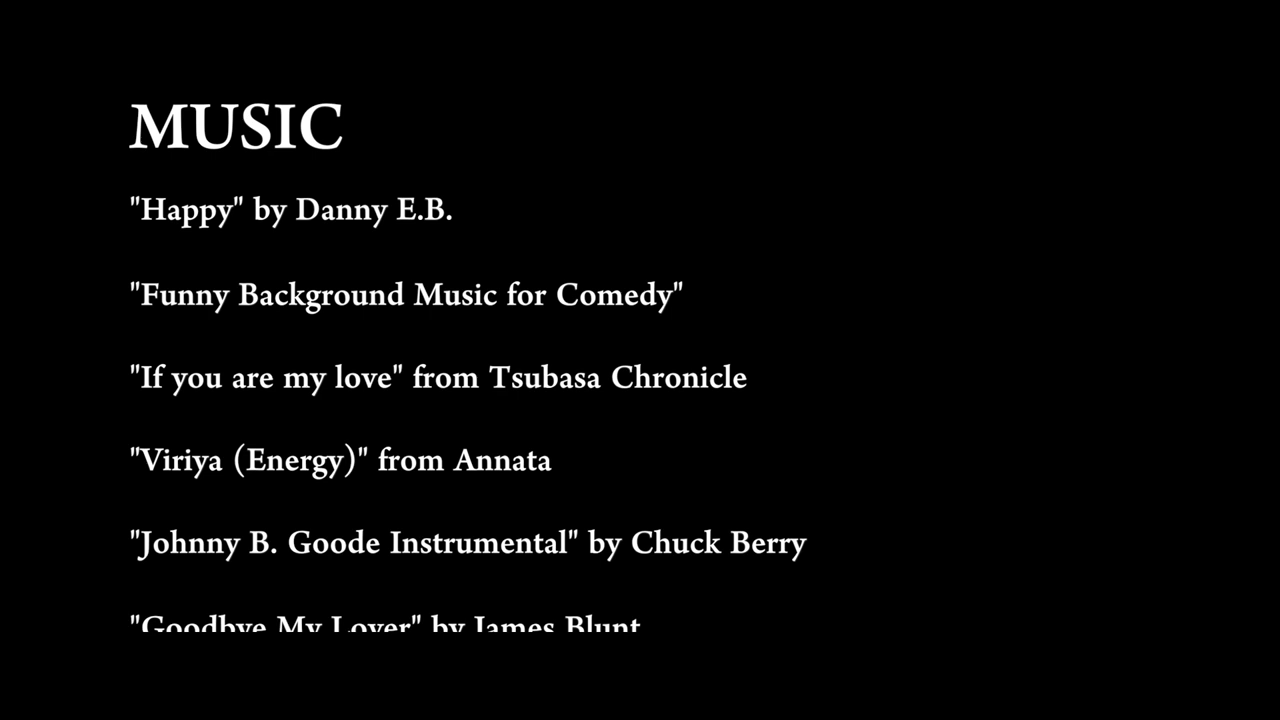 MUSIC
"Happy" by Danny E.B.
"Funny Background Music for Comedy"
"If you are my love" from Tsubasa Chronicle
"Viriya (Energy)" from Annata
"Johnny B. Goode Instrumental" by Chuck Berry
"Goodbye My Lover" by James Blunt